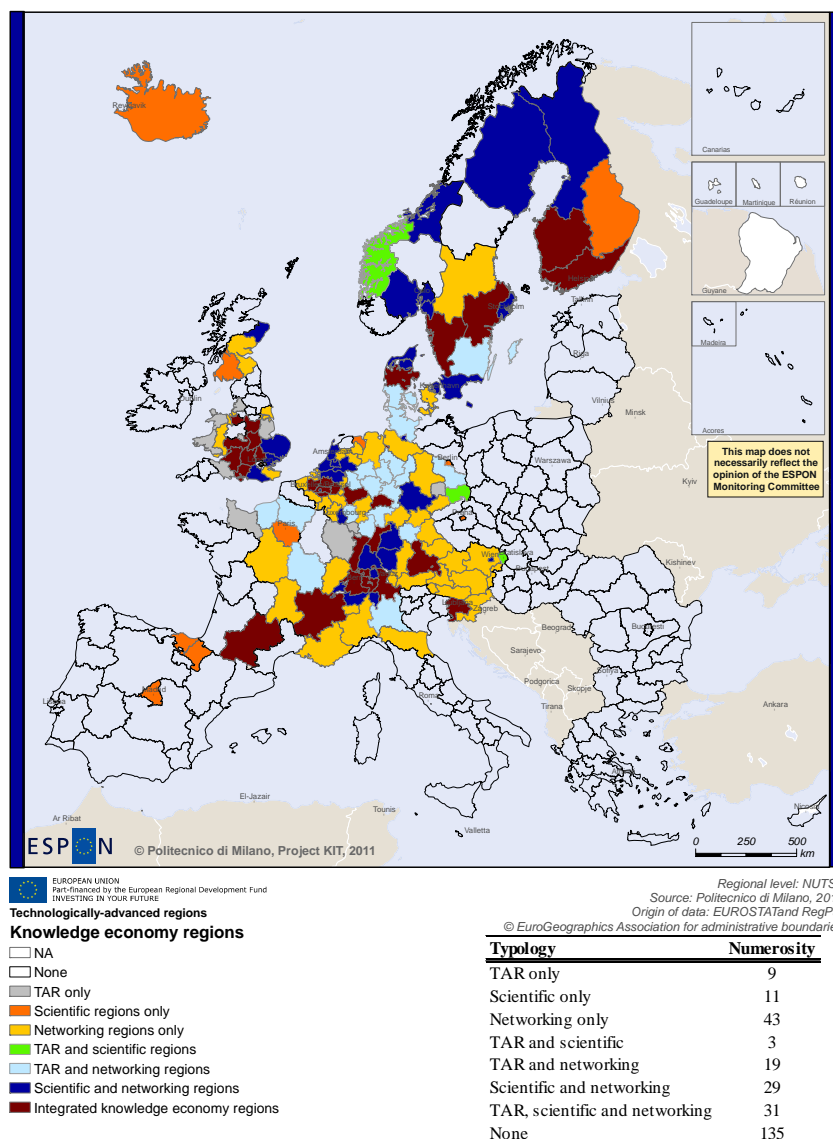 Canarias
Guadeloupe
Martinique
Réunion
Guyane
Madeira
Acores
This map does not
necessarily reflect the
opinion of the ESPON
Monitoring Committee
Reykjavik
Helsinki
Tallinn
Stockholm
Riga
Dublin
Vilnius
Minsk
Amsterdam
Berlin
Warszawa
Kyiv
Luxembourg
Praha
Paris
Wien
Bratislava
Budapest
Kishinev
Ljubljana
Zagreb
Beograd
Bucuresti
Sarajevo
Sofiya
Podgorica
Skopje
Madrid
Roma
Tirana
Ankara
Lisboa
El-Jazair
Tounis
Ar Ribat
Valletta
Nicosia
0 250 500
km
ESPON
© Politecnico di Milano, Project KIT, 2011
EUROPEAN UNION
Part-financed by the European Regional Development Fund
INVESTING IN YOUR FUTURE
Regional level: NUTS
Source: Politecnico di Milano, 201
Origin of data: EUROSTATand RegP
© EuroGeographics Association for administrative boundarie
Technologically-advanced regions
Knowledge economy regions
NA
None
TAR only
Scientific regions only
Networking regions only
TAR and scientific regions
TAR and networking regions
Scientific and networking regions
Integrated knowledge economy regions
Typology Numerosity
TAR only 9
Scientific only 11
Networking only 43
TAR and scientific 3
TAR and networking 19
Scientific and networking 29
TAR, scientific and networking 31
None 135